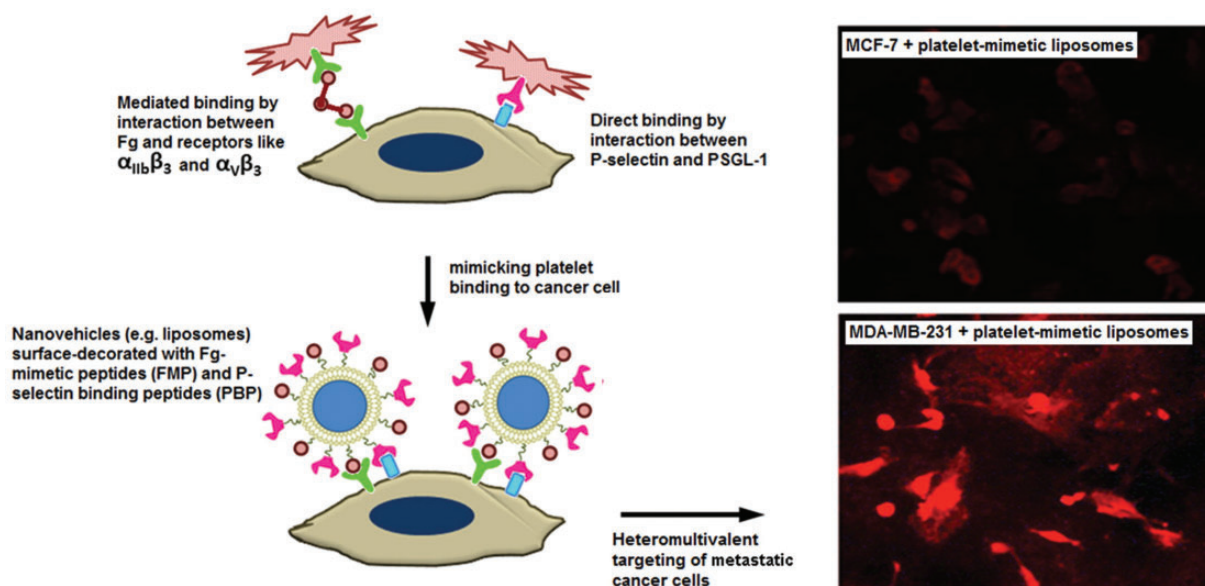 Mediated binding by
interaction between
Fg and receptors like
αIIbβ3 and αVβ3
Direct binding by
interaction between
P-selectin and PSGL-1
mimicking platelet
binding to cancer cell
Nanovehicles (e.g. liposomes)
surface-decorated with Fg-
mimetic peptides (FMP) and P-
selectin binding peptides (PBP)
Heteromultivalent
targeting of metastatic
cancer cells
MCF-7 + platelet-mimetic liposomes
MDA-MB-231 + platelet-mimetic liposomes